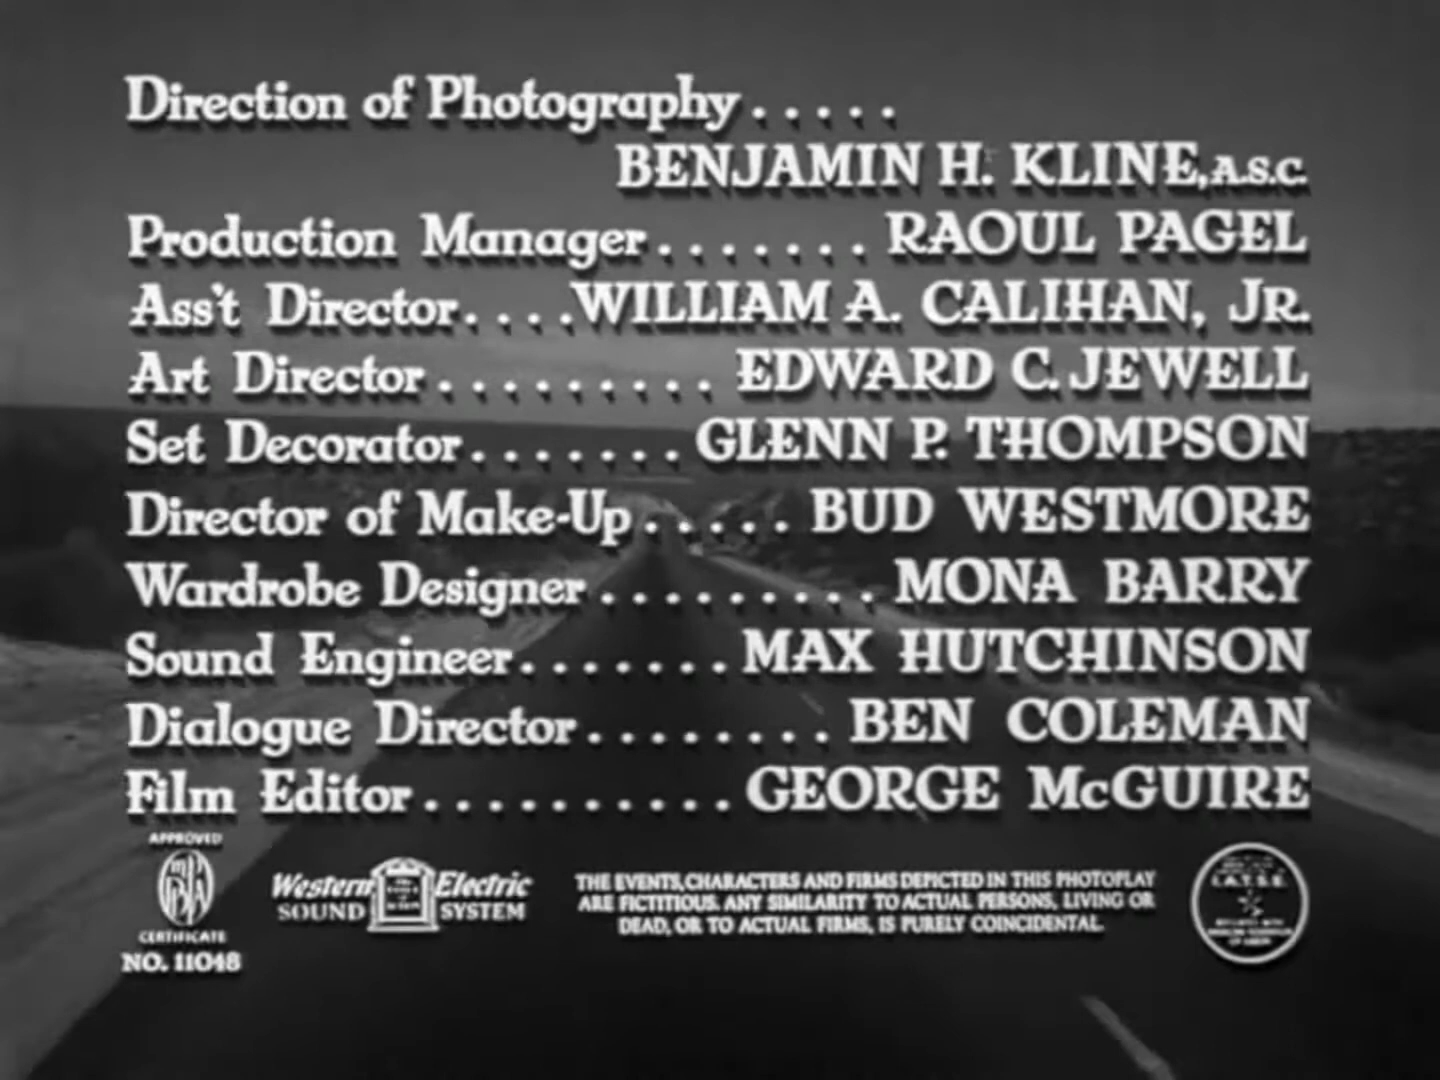 Direction of Photography.....
BENJAMIN H. KLINE, A.S.C.
Production Manager....... RAOUL PAGEL
Ass't Director....WILLIAM A. CALIHAN, JR.
Art Director.......... EDWARD C. JEWELL
Set Decorator....... GLENN P. THOMPSON
Director of Make-Up..... BUD WESTMORE
Wardrobe Designer.......... MONA BARRY
Sound Engineer....... MAX HUTCHINSON
Dialogue Director........ BEN COLEMAN
Film Editor........... GEORGE McGUIRE
APPROVED
CERTIFICATE
NO. 11048
Western Electric
SOUND SYSTEM
THE EVENTS, CHARACTERS AND FIRMS DEPICTED IN THIS PHOTOPLAY
ARE FICTITIOUS. ANY SIMILARITY TO ACTUAL PERSONS, LIVING OR
DEAD, OR TO ACTUAL FIRMS, IS PURELY COINCIDENTAL.
I.A.T.S.E.